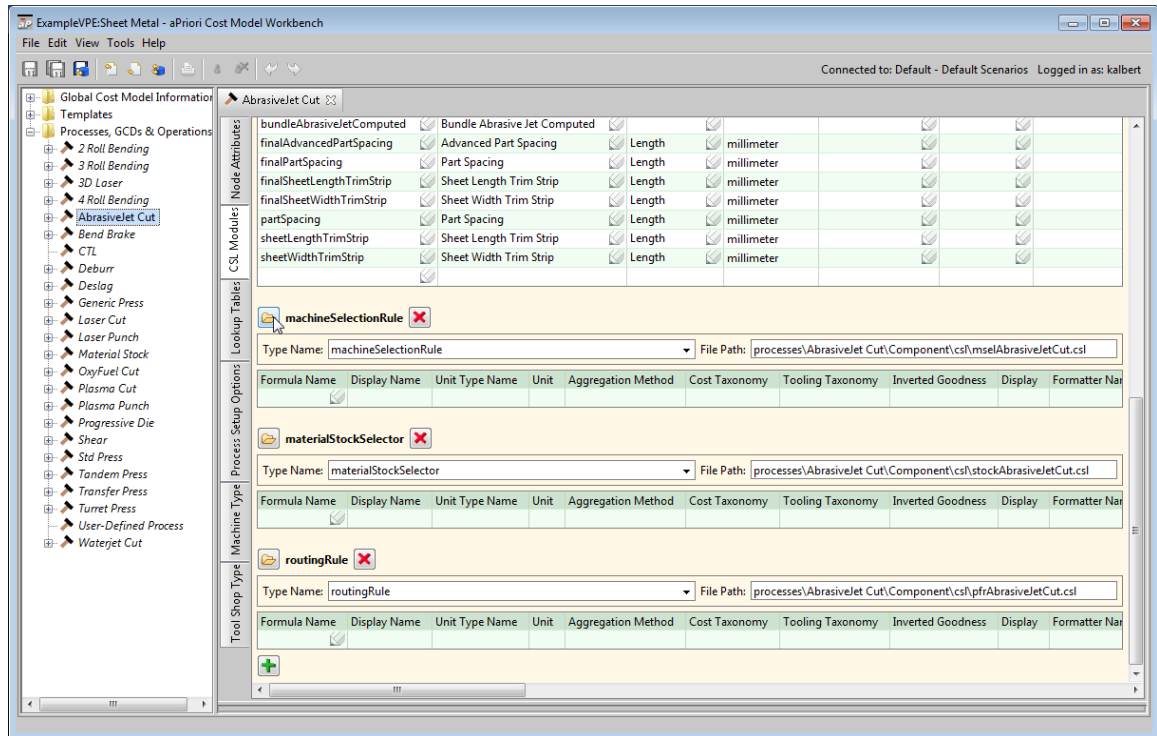 ExampleVPE:Sheet Metal - aPriori Cost Model Workbench
File Edit View Tools Help
Connected to: Default - Default Scenarios Logged in as: kalbert
Global Cost Model Information
Templates
Processes, GCDs & Operations
2 Roll Bending
3 Roll Bending
3D Laser
4 Roll Bending
AbrasiveJet Cut
Bend Brake
CTL
Deburr
Deslag
Generic Press
Laser Cut
Laser Punch
Material Stock
OxyFuel Cut
Plasma Cut
Plasma Punch
Progressive Die
Shear
Std Press
Tandem Press
Transfer Press
Turret Press
User-Defined Process
Waterjet Cut
AbrasiveJet Cut
Node Attributes
CSL Modules
Lookup Tables
Process Setup Options
Machine Type
Tool Shop Type
bundleAbrasiveJetComputed Bundle Abrasive Jet Computed
finalAdvancedPartSpacing Advanced Part Spacing Length millimeter
finalPartSpacing Part Spacing Length millimeter
finalSheetLengthTrimStrip Sheet Length Trim Strip Length millimeter
finalSheetWidthTrimStrip Sheet Width Trim Strip Length millimeter
partSpacing Part Spacing Length millimeter
sheetLengthTrimStrip Sheet Length Trim Strip Length millimeter
sheetWidthTrimStrip Sheet Width Trim Strip Length millimeter
machineSelectionRule
Type Name: machineSelectionRule File Path: processes\AbrasiveJet Cut\Component\csl\mselAbrasiveJetCut.csl
Formula Name Display Name Unit Type Name Unit Aggregation Method Cost Taxonomy Tooling Taxonomy Inverted Goodness Display Formatter Nar
materialStockSelector
Type Name: materialStockSelector File Path: processes\AbrasiveJet Cut\Component\csl\stockAbrasiveJetCut.csl
Formula Name Display Name Unit Type Name Unit Aggregation Method Cost Taxonomy Tooling Taxonomy Inverted Goodness Display Formatter Nar
routingRule
Type Name: routingRule File Path: processes\AbrasiveJet Cut\Component\csl\pfrAbrasiveJetCut.csl
Formula Name Display Name Unit Type Name Unit Aggregation Method Cost Taxonomy Tooling Taxonomy Inverted Goodness Display Formatter Nar